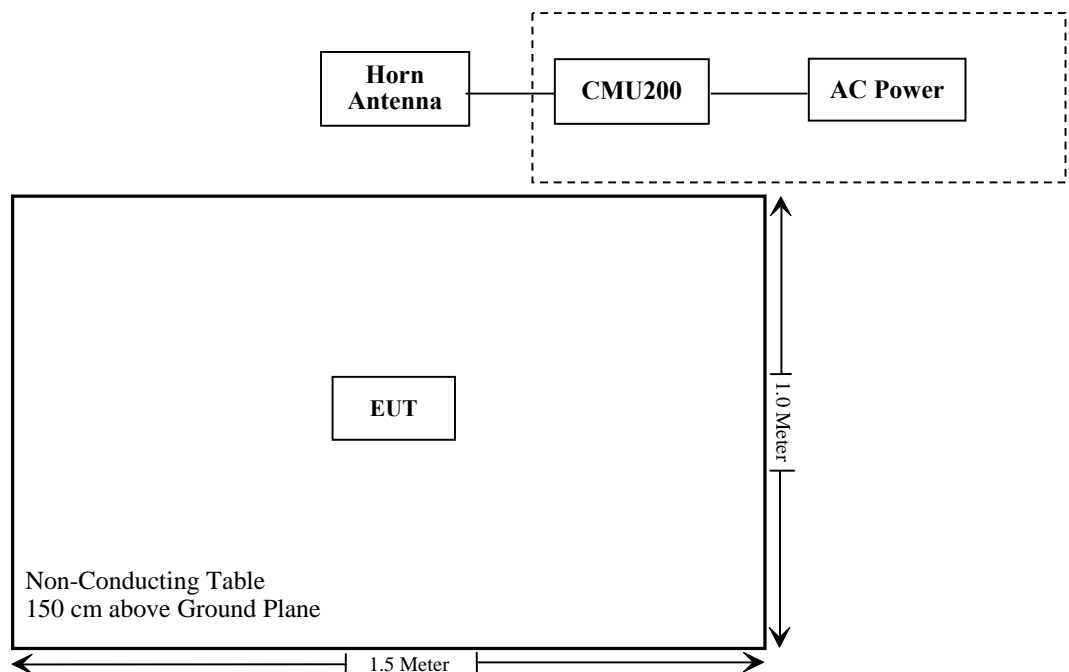 Horn
Antenna
CMU200
AC Power
EUT
1.0 Meter
Non-Conducting Table
150 cm above Ground Plane
1.5 Meter